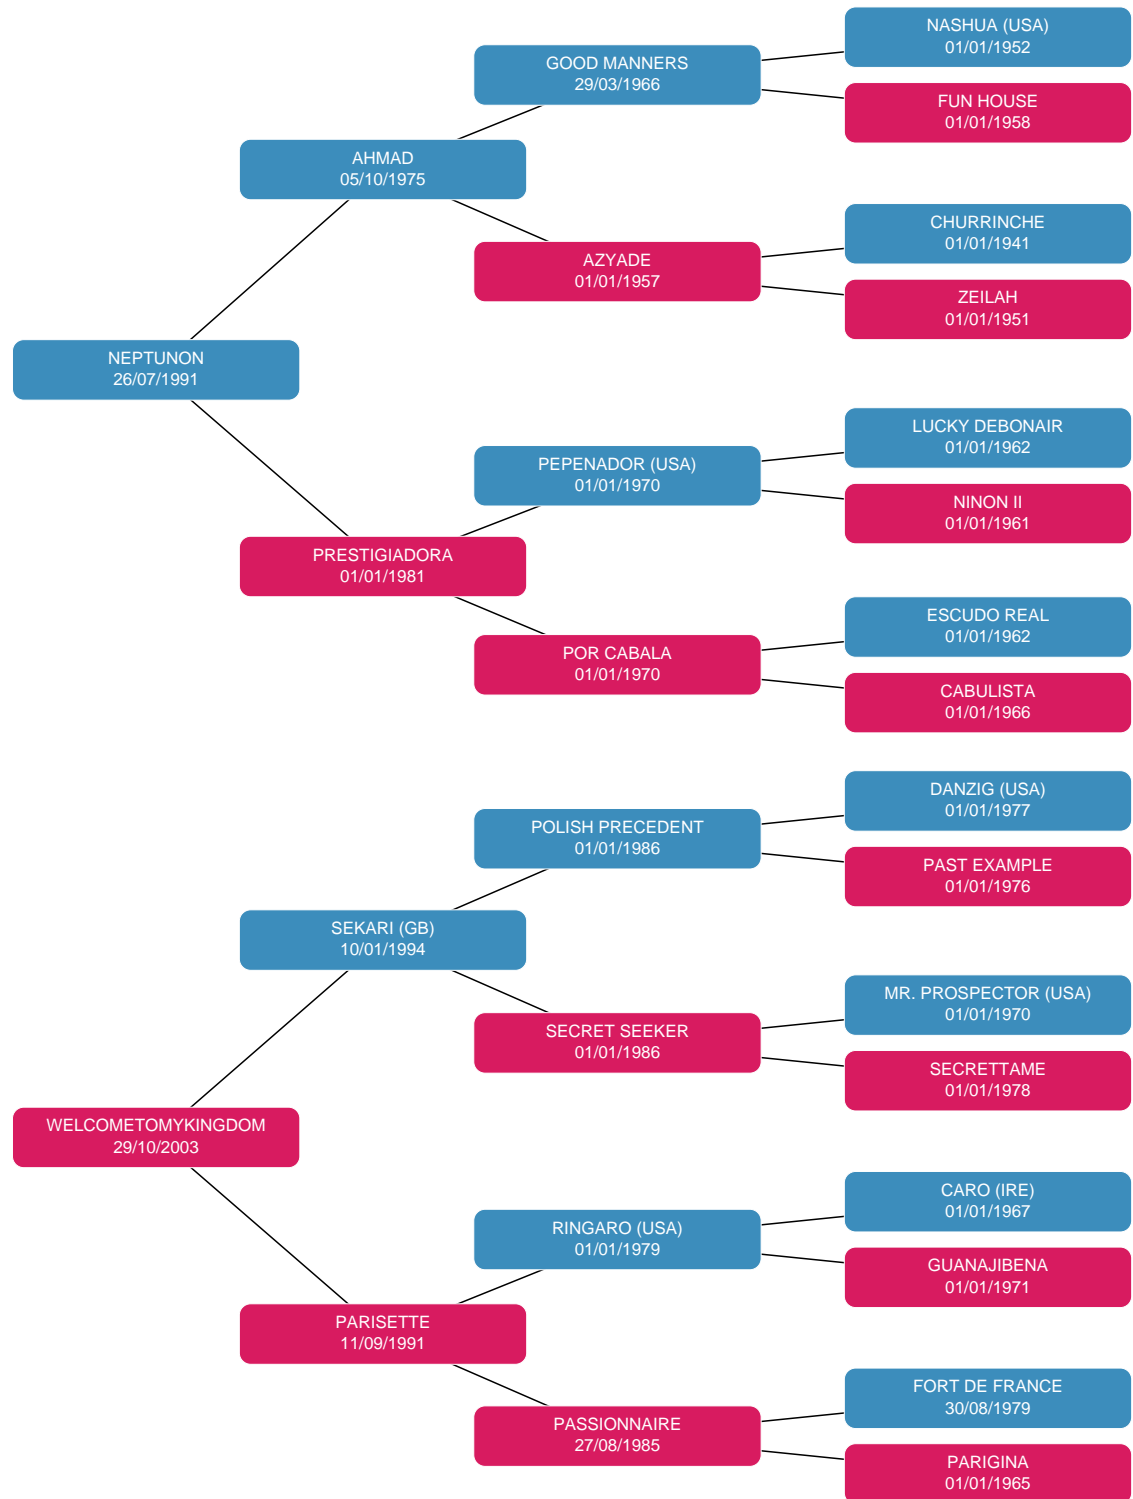 NASHUA (USA)
01/01/1952
GOOD MANNERS
29/03/1966
FUN HOUSE
01/01/1958
AHMAD
05/10/1975
CHURRINCHE
01/01/1941
AZYADE
01/01/1957
ZEILAH
01/01/1951
NEPTUNON
26/07/1991
LUCKY DEBONAIR
01/01/1962
PEPENADOR (USA)
01/01/1970
NINON II
01/01/1961
PRESTIGIADORA
01/01/1981
ESCUDO REAL
01/01/1962
POR CABALA
01/01/1970
CABULISTA
01/01/1966
DANZIG (USA)
01/01/1977
POLISH PRECEDENT
01/01/1986
PAST EXAMPLE
01/01/1976
SEKARI (GB)
10/01/1994
MR. PROSPECTOR (USA)
01/01/1970
SECRET SEEKER
01/01/1986
SECRETTAME
01/01/1978
WELCOMETOMYKINGDOM
29/10/2003
CARO (IRE)
01/01/1967
RINGARO (USA)
01/01/1979
GUANAJIBENA
01/01/1971
PARISETTE
11/09/1991
FORT DE FRANCE
30/08/1979
PASSIONNAIRE
27/08/1985
PARIGINA
01/01/1965